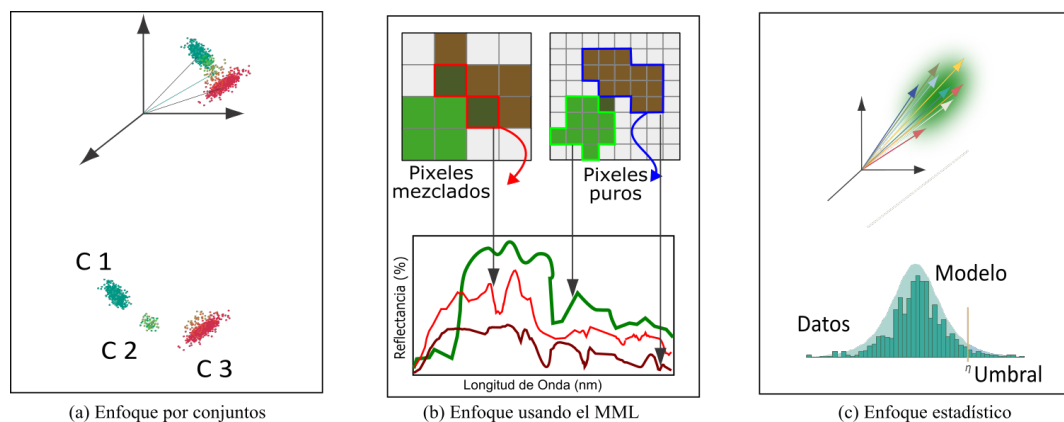 C 1
C 2
C 3
(a) Enfoque por conjuntos
Pixeles
mezclados
Pixeles
puros
Reflectancia (%)
Longitud de Onda (nm)
(b) Enfoque usando el MML
Modelo
Datos
η
Umbral
(c) Enfoque estadístico